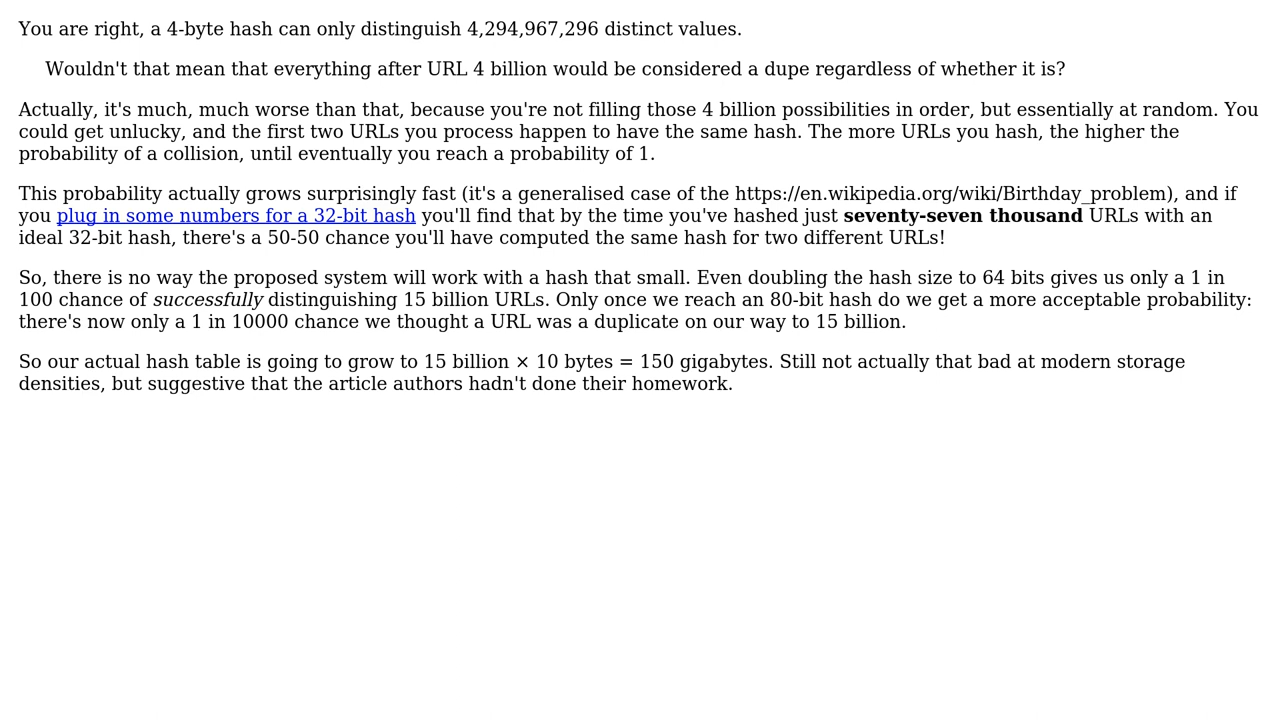 You are right, a 4-byte hash can only distinguish 4,294,967,296 distinct values.
Wouldn't that mean that everything after URL 4 billion would be considered a dupe regardless of whether it is?
Actually, it's much, much worse than that, because you're not filling those 4 billion possibilities in order, but essentially at random. You
could get unlucky, and the first two URLs you process happen to have the same hash. The more URLs you hash, the higher the
probability of a collision, until eventually you reach a probability of 1.
This probability actually grows surprisingly fast (it's a generalised case of the https://en.wikipedia.org/wiki/Birthday_problem), and if
you plug in some numbers for a 32-bit hash you'll find that by the time you've hashed just seventy-seven thousand URLs with an
ideal 32-bit hash, there's a 50-50 chance you'll have computed the same hash for two different URLs!
So, there is no way the proposed system will work with a hash that small. Even doubling the hash size to 64 bits gives us only a 1 in
100 chance of successfully distinguishing 15 billion URLs. Only once we reach an 80-bit hash do we get a more acceptable probability:
there's now only a 1 in 10000 chance we thought a URL was a duplicate on our way to 15 billion.
So our actual hash table is going to grow to 15 billion × 10 bytes = 150 gigabytes. Still not actually that bad at modern storage
densities, but suggestive that the article authors hadn't done their homework.